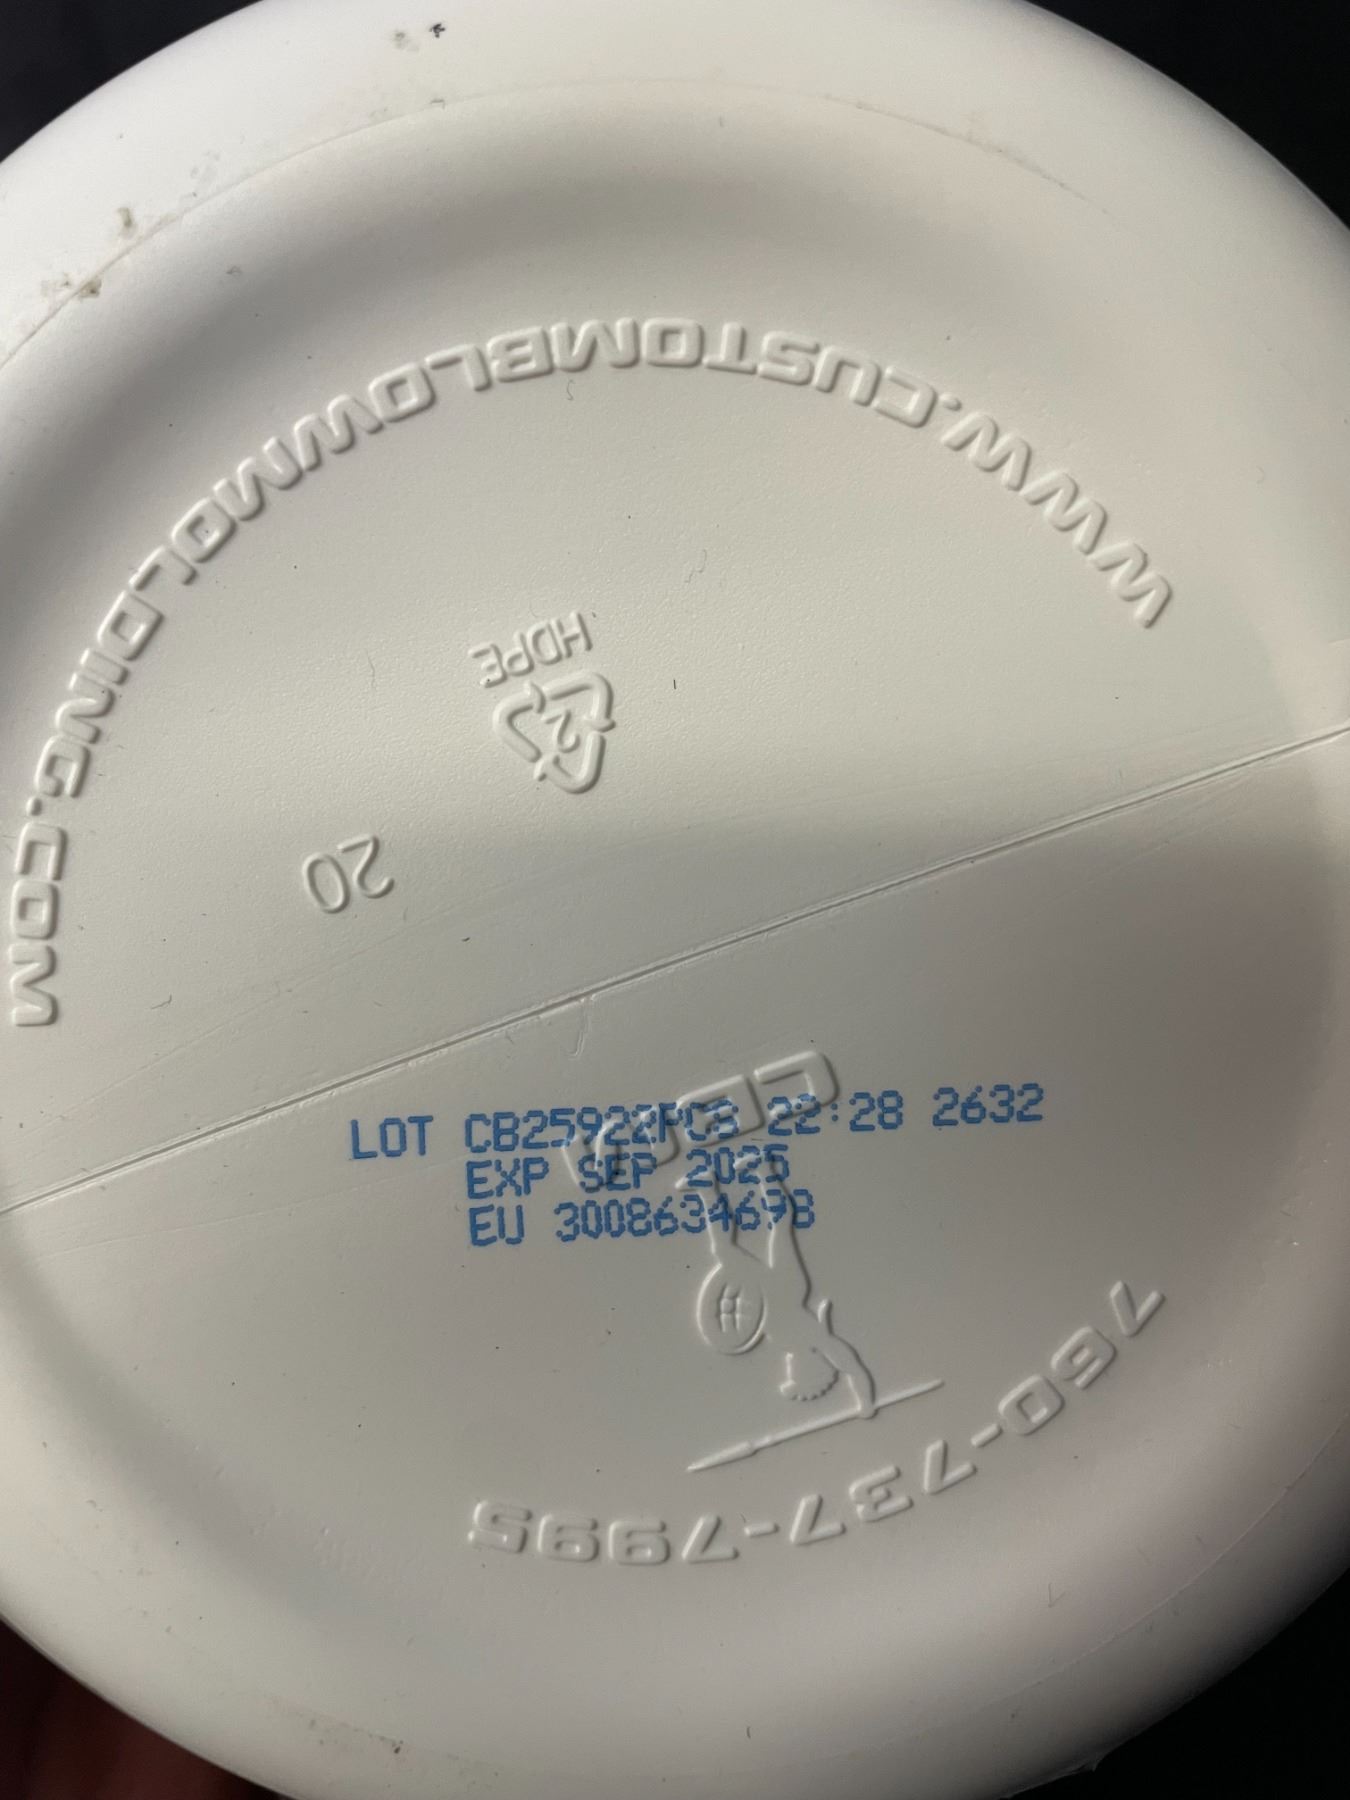 WWW.CUSTOMBLOWMOLDING.COM
HDPE
2
20
LOT CB25922PCB 22:28 2632
EXP SEP 2025
EU 3008634698
CBM
760-737-7995